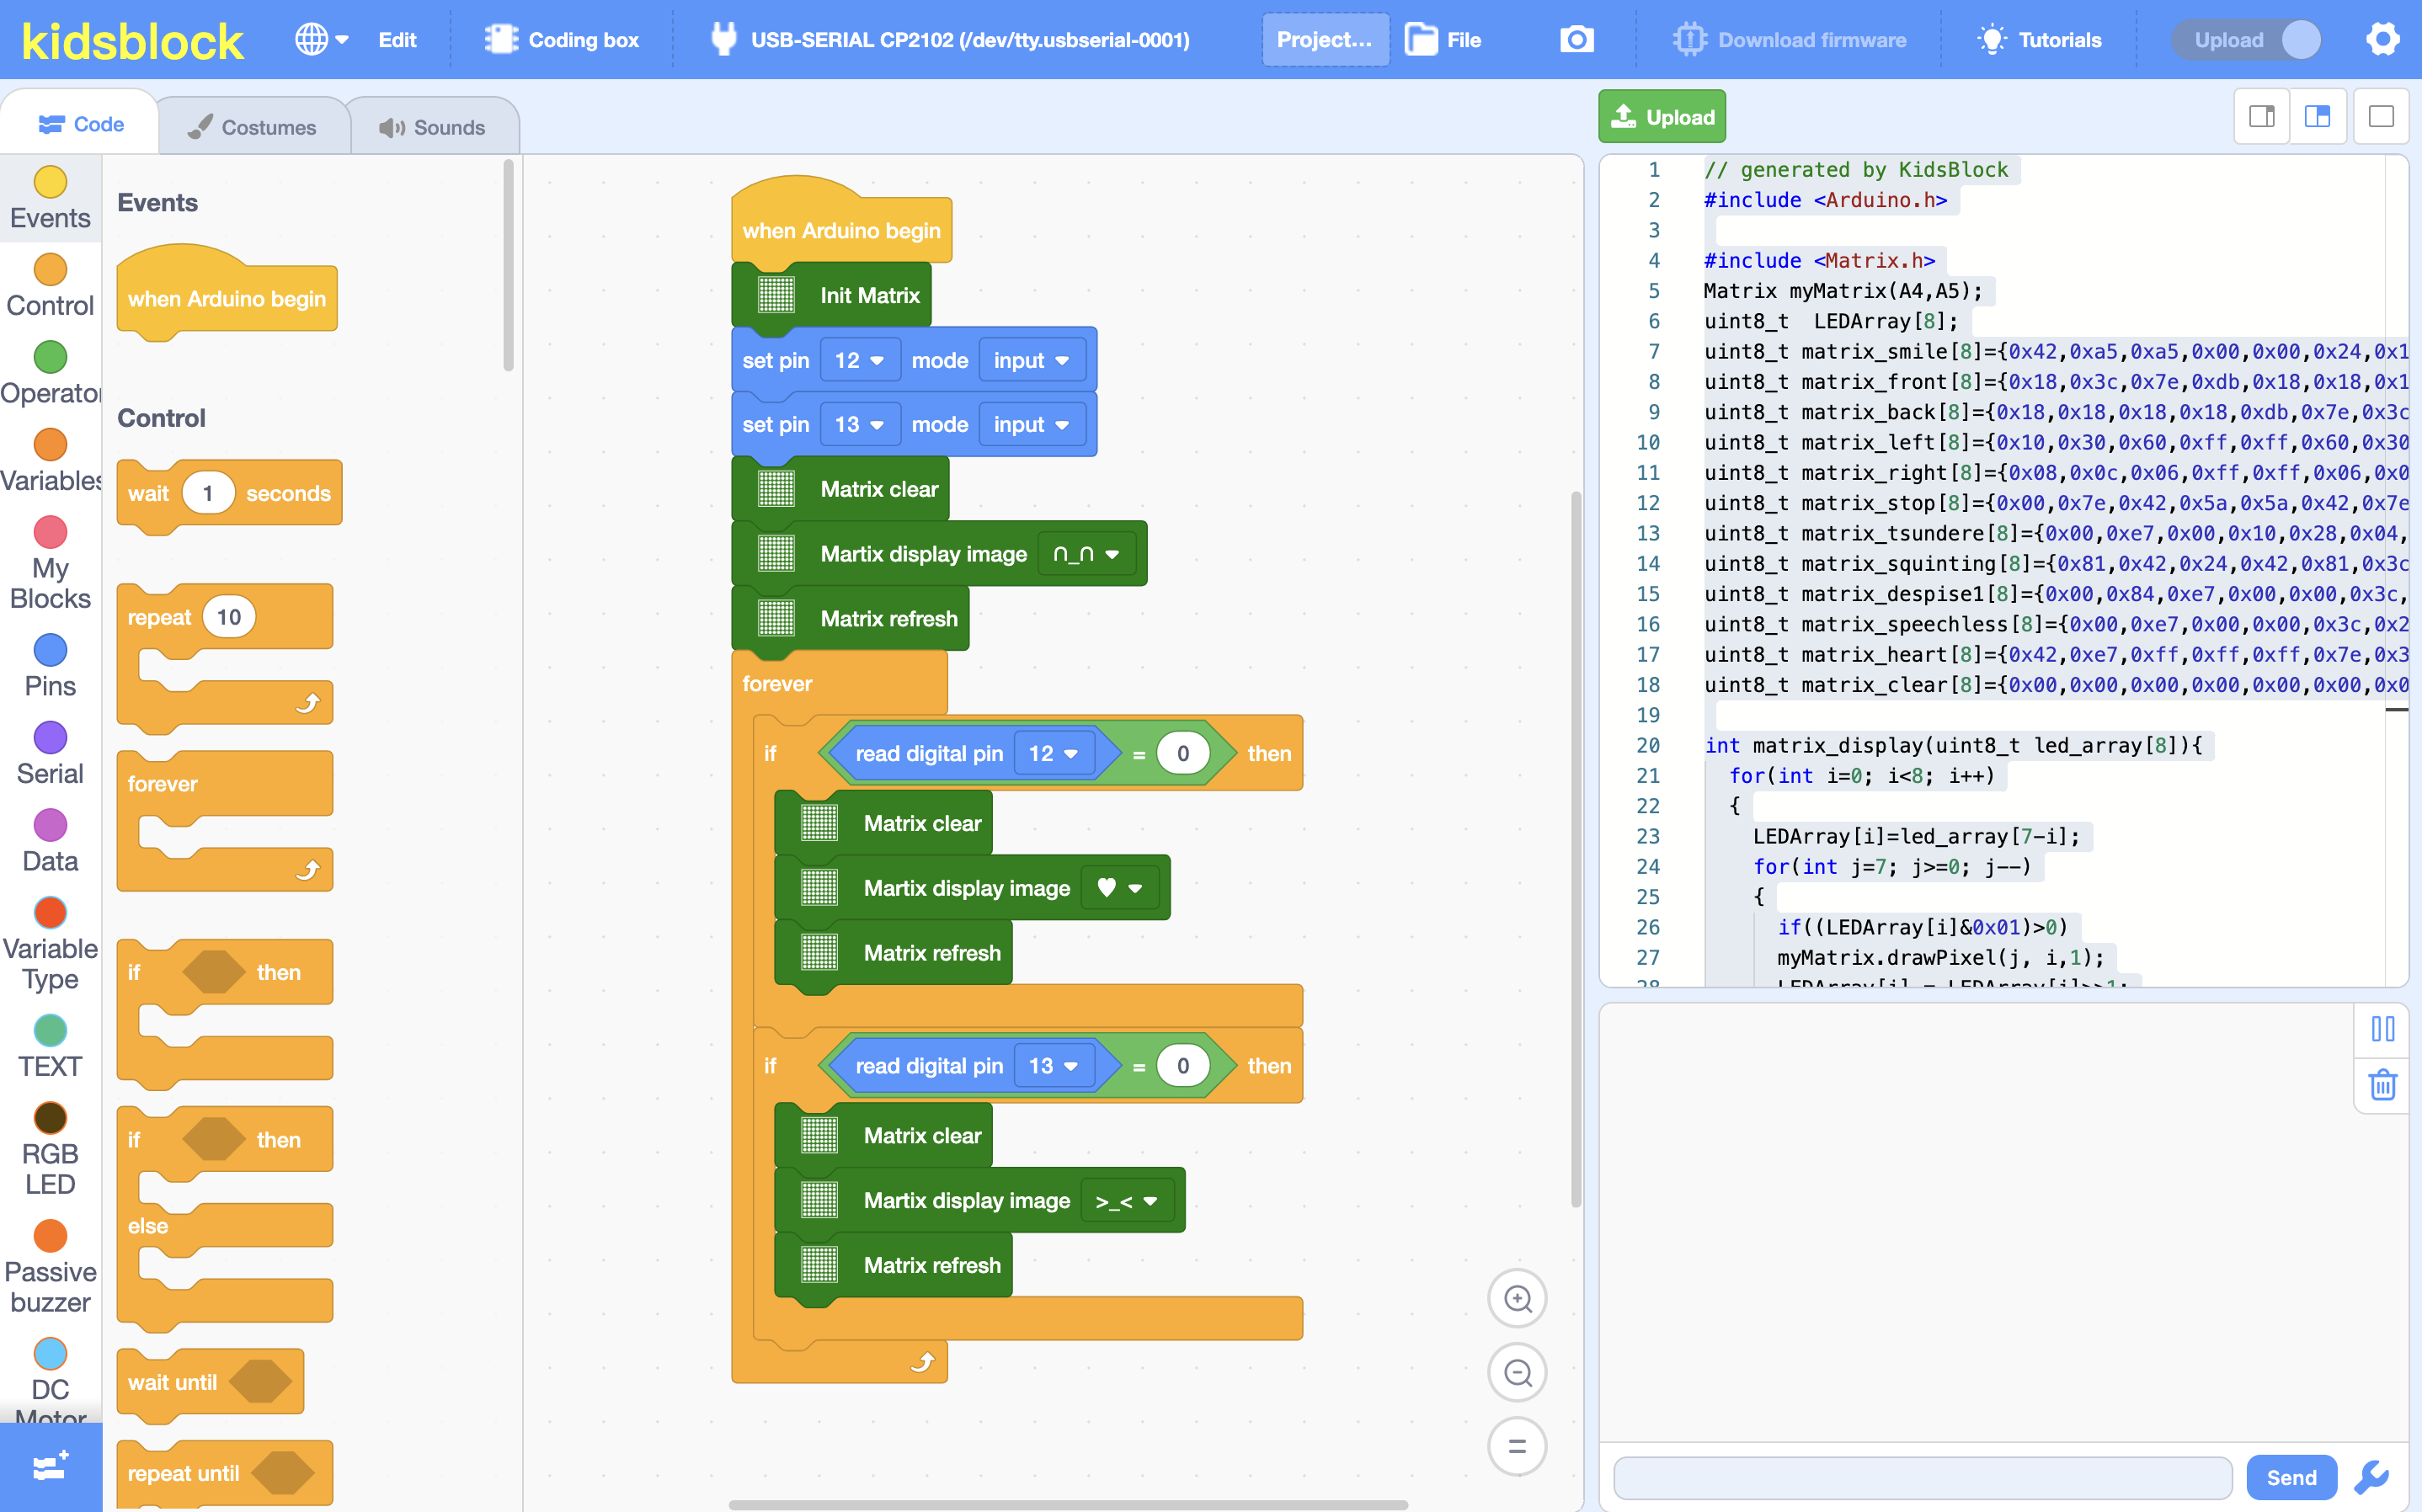 kidsblock
Edit
Coding box
USB-SERIAL CP2102 (/dev/tty.usbserial-0001)
Project...
File
Download firmware
Tutorials
Upload
Code
Costumes
Sounds
Upload
Events
Control
Operator
Variables
My
Blocks
Pins
Serial
Data
Variable
Type
TEXT
RGB
LED
Passive
buzzer
DC
Motor
Events
when Arduino begin
Control
wait 1 seconds
repeat 10
forever
if then
if then
else
wait until
repeat until
when Arduino begin
Init Matrix
set pin 12 mode input
set pin 13 mode input
Matrix clear
Martix display image ∩_∩
Matrix refresh
forever
if read digital pin 12 = 0 then
Matrix clear
Martix display image ♥
Matrix refresh
if read digital pin 13 = 0 then
Matrix clear
Martix display image >_<
Matrix refresh
1 // generated by KidsBlock
2 #include <Arduino.h>
3
4 #include <Matrix.h>
5 Matrix myMatrix(A4,A5);
6 uint8_t  LEDArray[8];
7 uint8_t matrix_smile[8]={0x42,0xa5,0xa5,0x00,0x00,0x24,0x1
8 uint8_t matrix_front[8]={0x18,0x3c,0x7e,0xdb,0x18,0x18,0x1
9 uint8_t matrix_back[8]={0x18,0x18,0x18,0x18,0xdb,0x7e,0x3c
10 uint8_t matrix_left[8]={0x10,0x30,0x60,0xff,0xff,0x60,0x30
11 uint8_t matrix_right[8]={0x08,0x0c,0x06,0xff,0xff,0x06,0x0
12 uint8_t matrix_stop[8]={0x00,0x7e,0x42,0x5a,0x5a,0x42,0x7e
13 uint8_t matrix_tsundere[8]={0x00,0xe7,0x00,0x10,0x28,0x04,
14 uint8_t matrix_squinting[8]={0x81,0x42,0x24,0x42,0x81,0x3c
15 uint8_t matrix_despise1[8]={0x00,0x84,0xe7,0x00,0x00,0x3c,
16 uint8_t matrix_speechless[8]={0x00,0xe7,0x00,0x00,0x3c,0x2
17 uint8_t matrix_heart[8]={0x42,0xe7,0xff,0xff,0xff,0x7e,0x3
18 uint8_t matrix_clear[8]={0x00,0x00,0x00,0x00,0x00,0x00,0x0
19
20 int matrix_display(uint8_t led_array[8]){
21 for(int i=0; i<8; i++)
22 {
23 LEDArray[i]=led_array[7-i];
24 for(int j=7; j>=0; j--)
25 {
26 if((LEDArray[i]&0x01)>0)
27 myMatrix.drawPixel(j, i,1);
28 LEDArray[i] = LEDArray[i]>>1;
Send